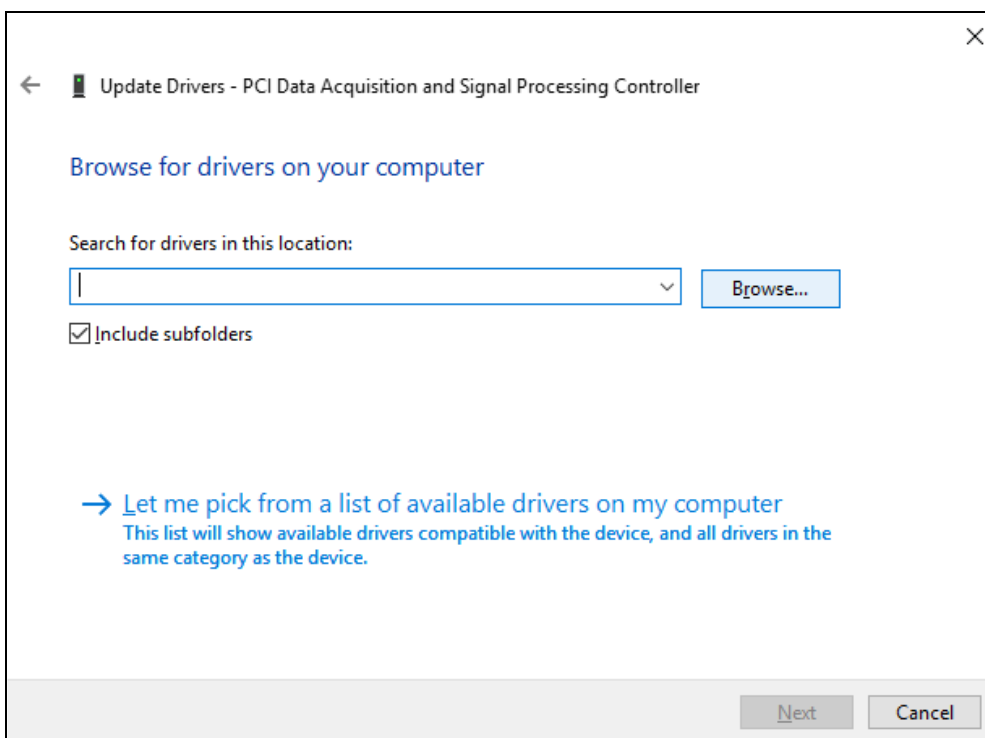 Update Drivers - PCI Data Acquisition and Signal Processing Controller
Browse for drivers on your computer
Search for drivers in this location:
Browse...
Include subfolders
Let me pick from a list of available drivers on my computer
This list will show available drivers compatible with the device, and all drivers in the
same category as the device.
Next
Cancel